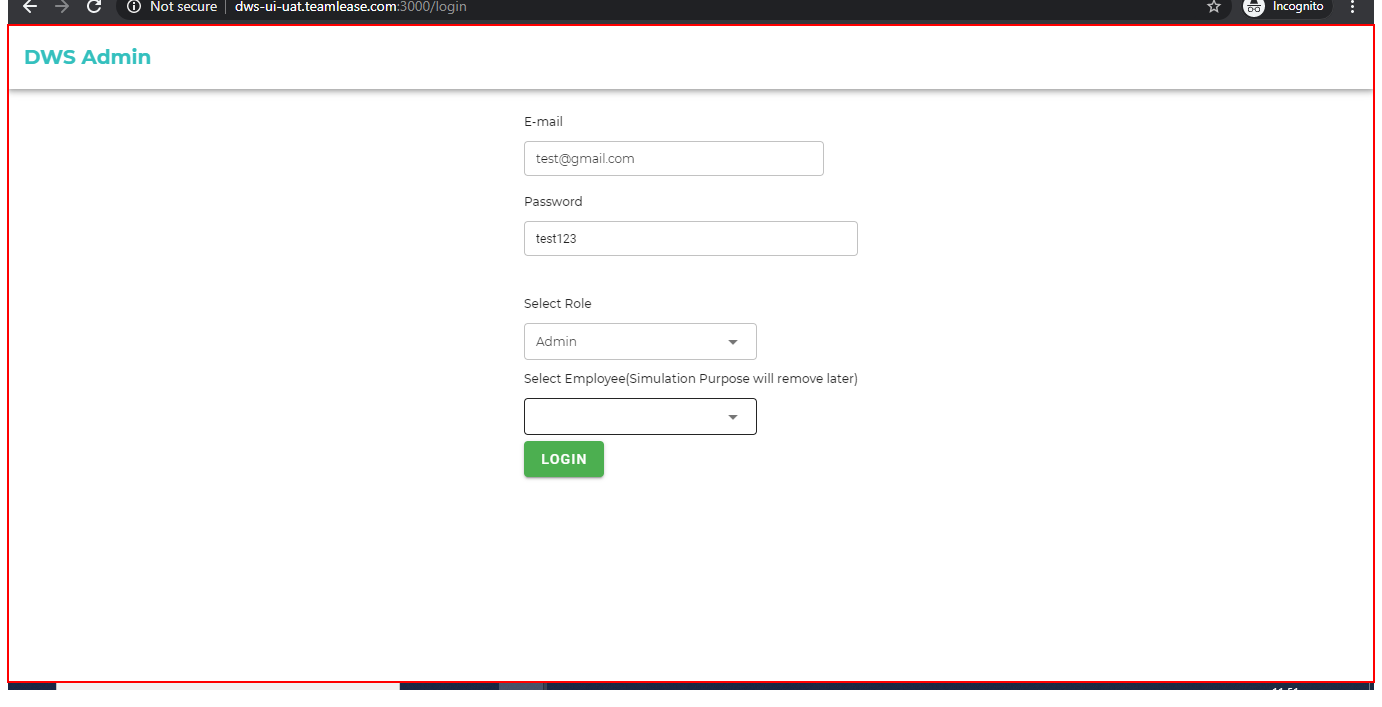 Not secure | dws-ui-uat.teamlease.com:3000/login Incognito
DWS Admin
E-mail
test@gmail.com
Password
test123
Select Role
Admin
Select Employee(Simulation Purpose will remove later)
LOGIN